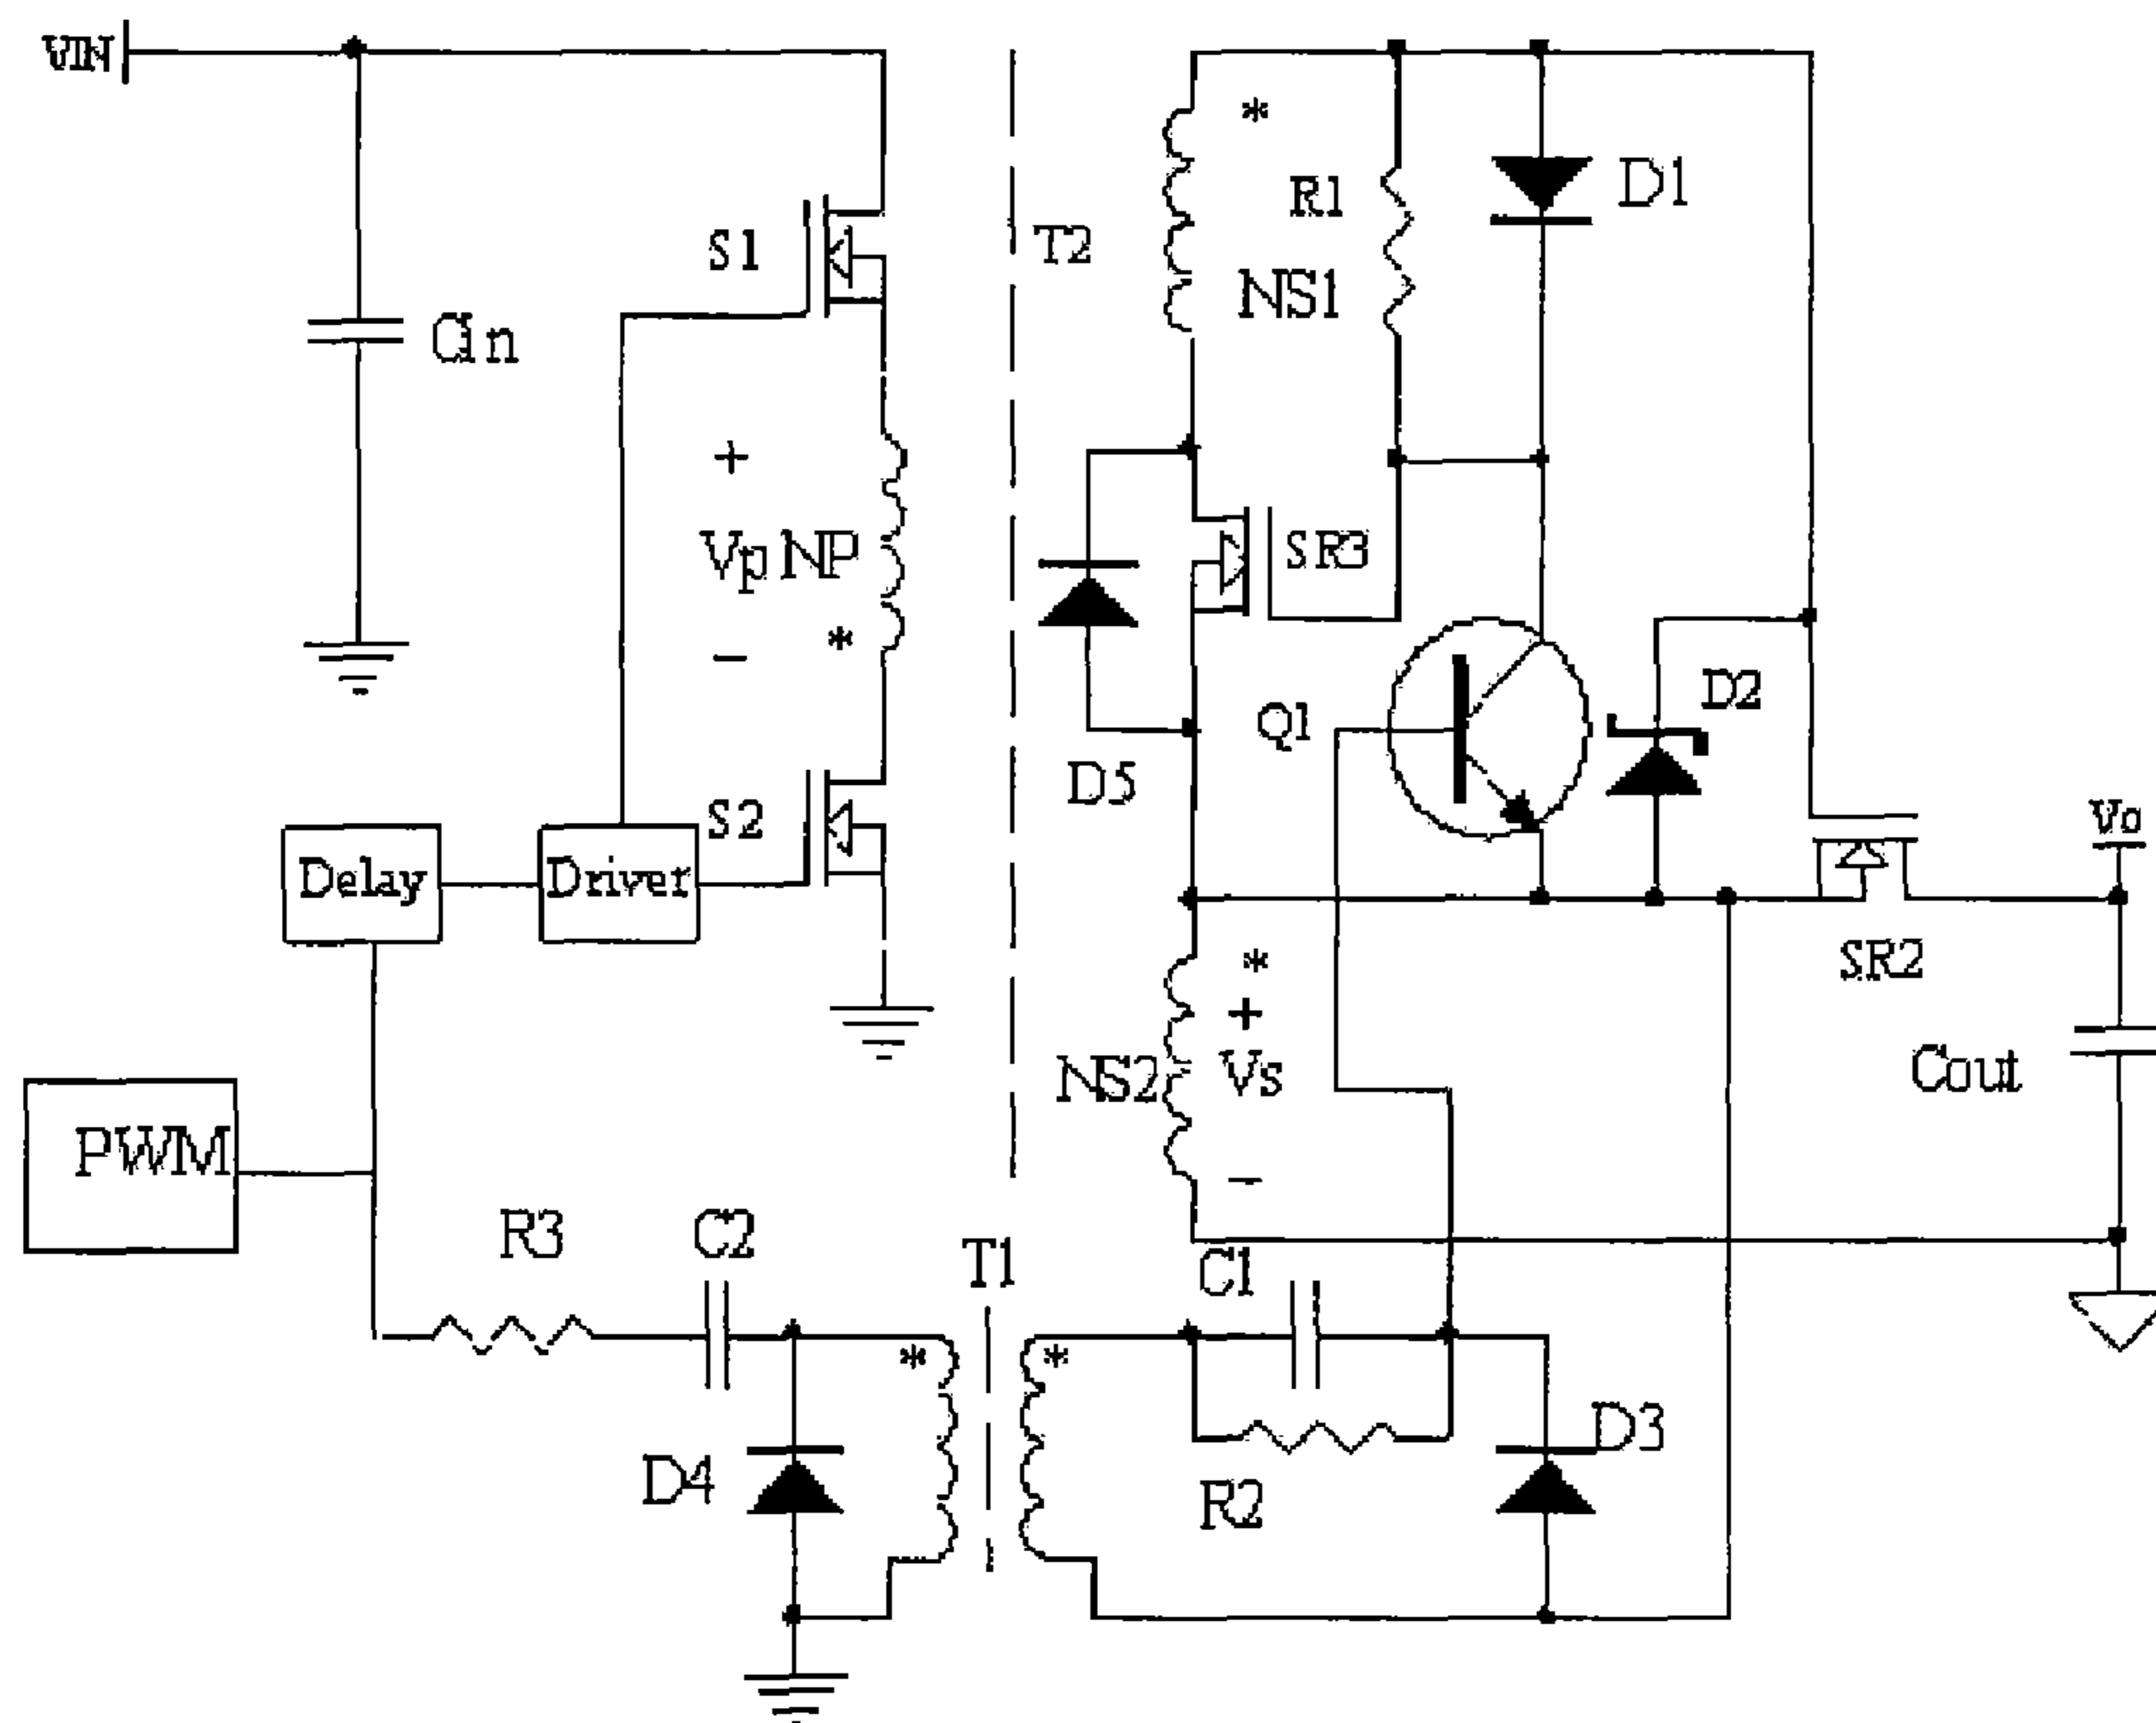 VIN
*
D1
R1
S1
T2
NS1
Cin
+
Vp NP
SR3
*
−
D2
Q1
D5
S2
Vo
Delay
Driver
SR2
*
+
NS2
Vs
Cout
PWM
−
R3
C2
T1
C1
*
*
D3
D4
R2